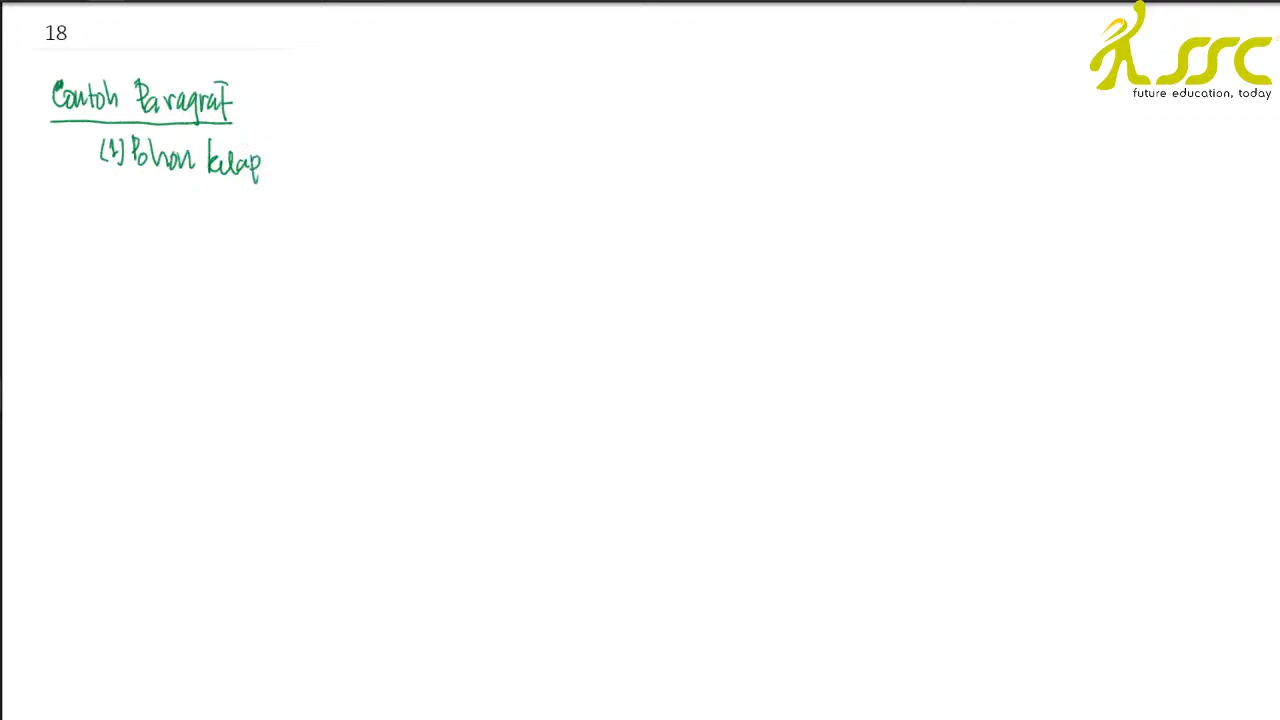 18
SSC
future education, today
Contoh Paragraf
(1) Pohon kelap